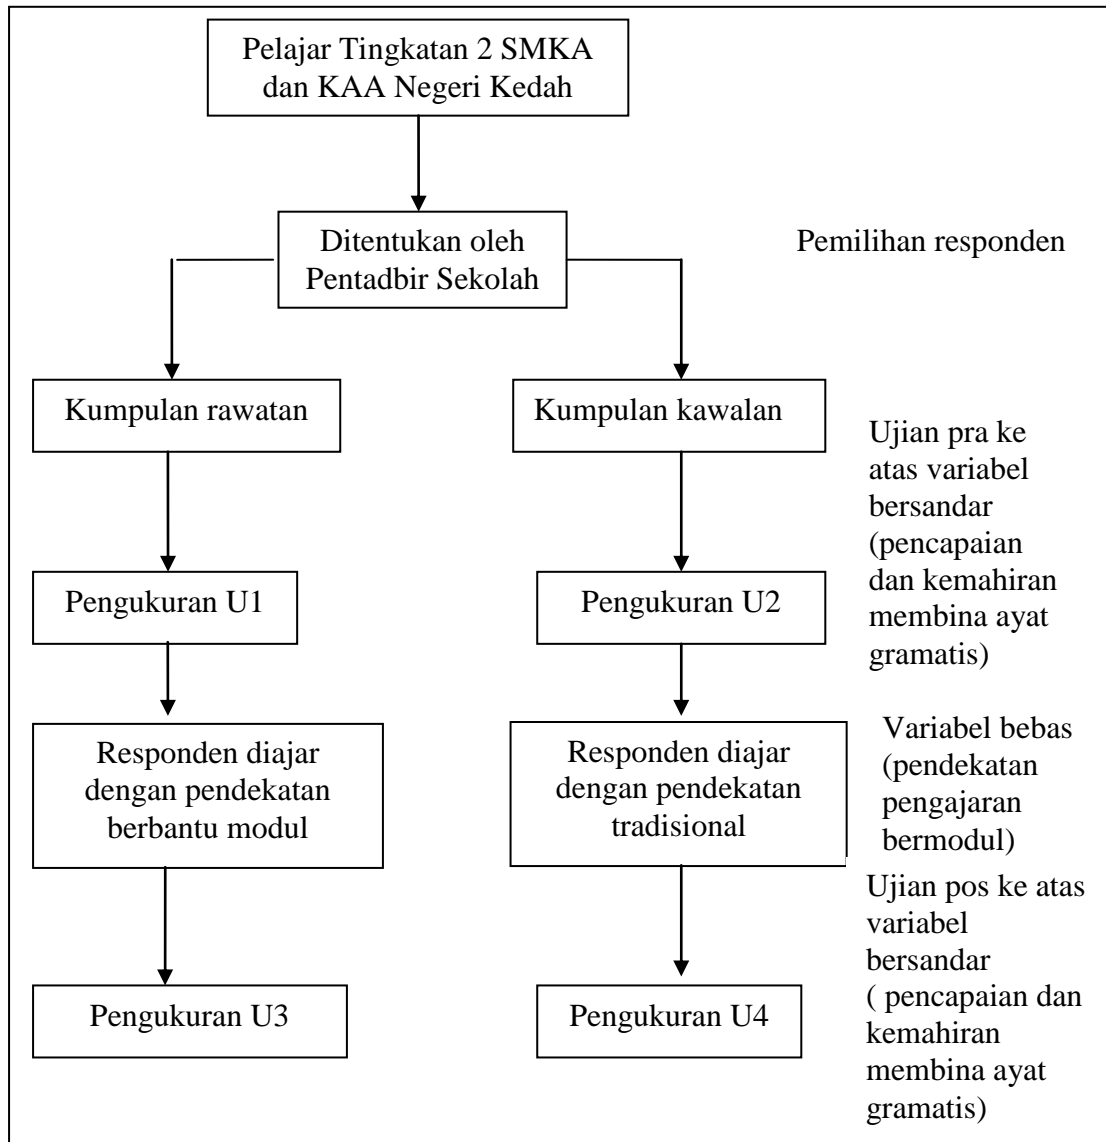 Pelajar Tingkatan 2 SMKA
dan KAA Negeri Kedah
Ditentukan oleh
Pentadbir Sekolah
Pemilihan responden
Kumpulan rawatan
Kumpulan kawalan
Ujian pra ke
atas variabel
bersandar
(pencapaian
dan kemahiran
membina ayat
gramatis)
Pengukuran U1
Pengukuran U2
Responden diajar
dengan pendekatan
berbantu modul
Responden diajar
dengan pendekatan
tradisional
Variabel bebas
(pendekatan
pengajaran
bermodul)
Ujian pos ke atas
variabel
bersandar
( pencapaian dan
kemahiran
membina ayat
gramatis)
Pengukuran U3
Pengukuran U4